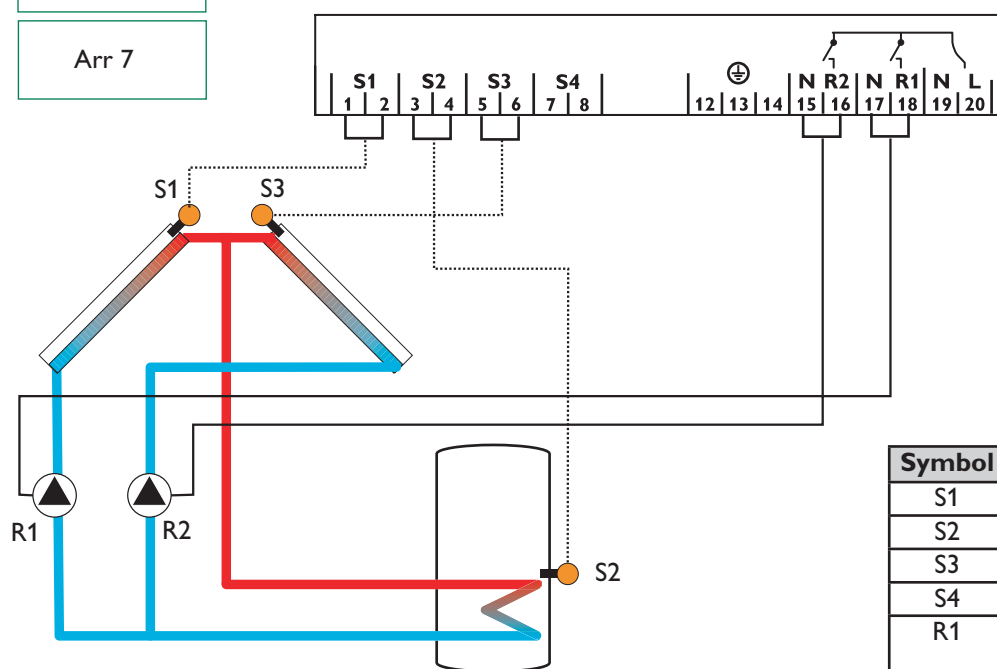 Arr 7
S1 S2 S3 S4 N R2 N R1 N L
1 2 3 4 5 6 7 8 12 13 14 15 16 17 18 19 20
S1 S3
R1 R2
S2
Symbol
S1
S2
S3
S4
R1